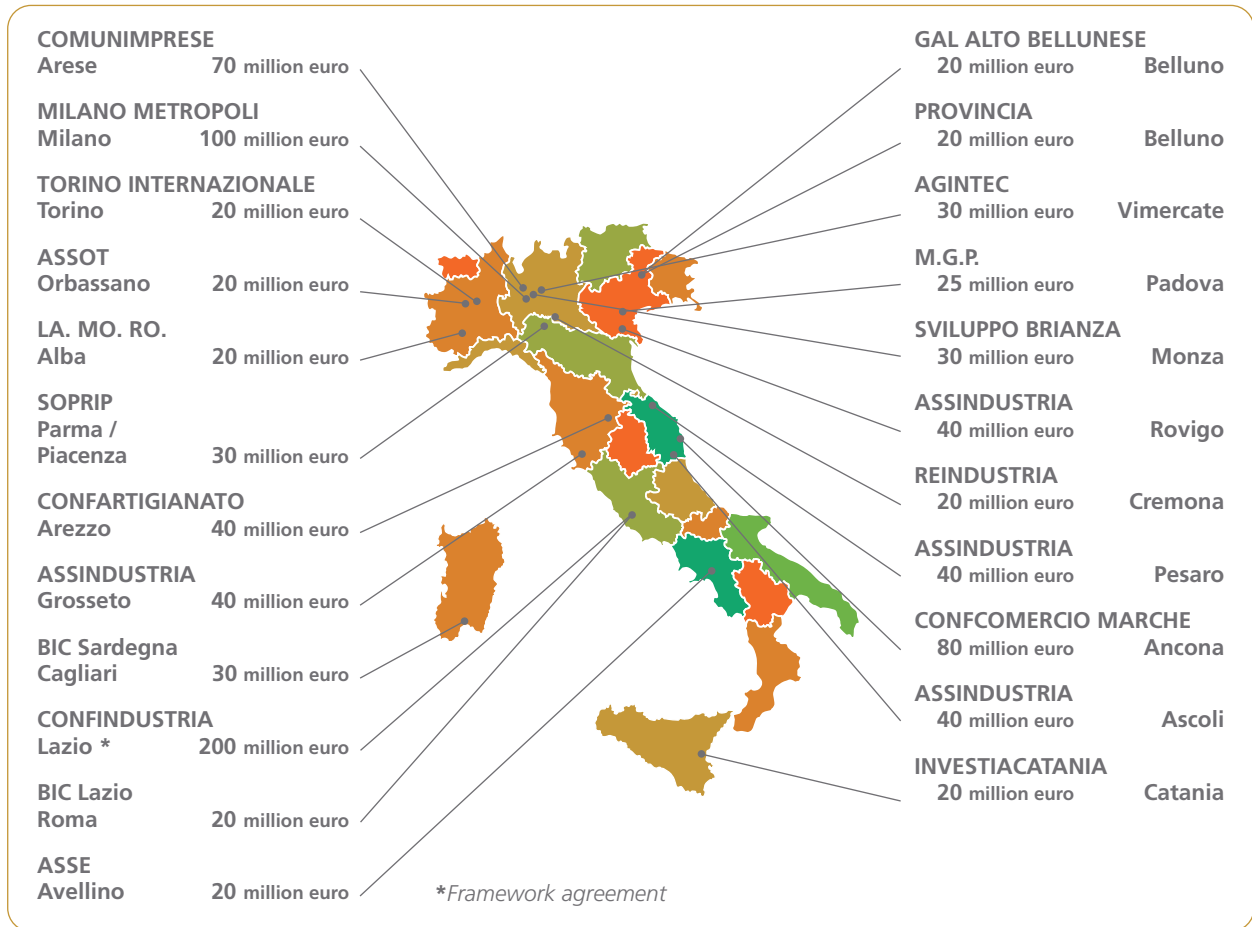 COMUNIMPRESE
Arese 70 million euro
MILANO METROPOLI
Milano 100 million euro
TORINO INTERNAZIONALE
Torino 20 million euro
ASSOT
Orbassano 20 million euro
LA. MO. RO.
Alba 20 million euro
SOPRIP
Parma /
Piacenza 30 million euro
CONFARTIGIANATO
Arezzo 40 million euro
ASSINDUSTRIA
Grosseto 40 million euro
BIC Sardegna
Cagliari 30 million euro
CONFINDUSTRIA
Lazio * 200 million euro
BIC Lazio
Roma 20 million euro
ASSE
Avellino 20 million euro
*Framework agreement
GAL ALTO BELLUNESE
20 million euro Belluno
PROVINCIA
20 million euro Belluno
AGINTEC
30 million euro Vimercate
M.G.P.
25 million euro Padova
SVILUPPO BRIANZA
30 million euro Monza
ASSINDUSTRIA
40 million euro Rovigo
REINDUSTRIA
20 million euro Cremona
ASSINDUSTRIA
40 million euro Pesaro
CONFCOMERCIO MARCHE
80 million euro Ancona
ASSINDUSTRIA
40 million euro Ascoli
INVESTIACATANIA
20 million euro Catania